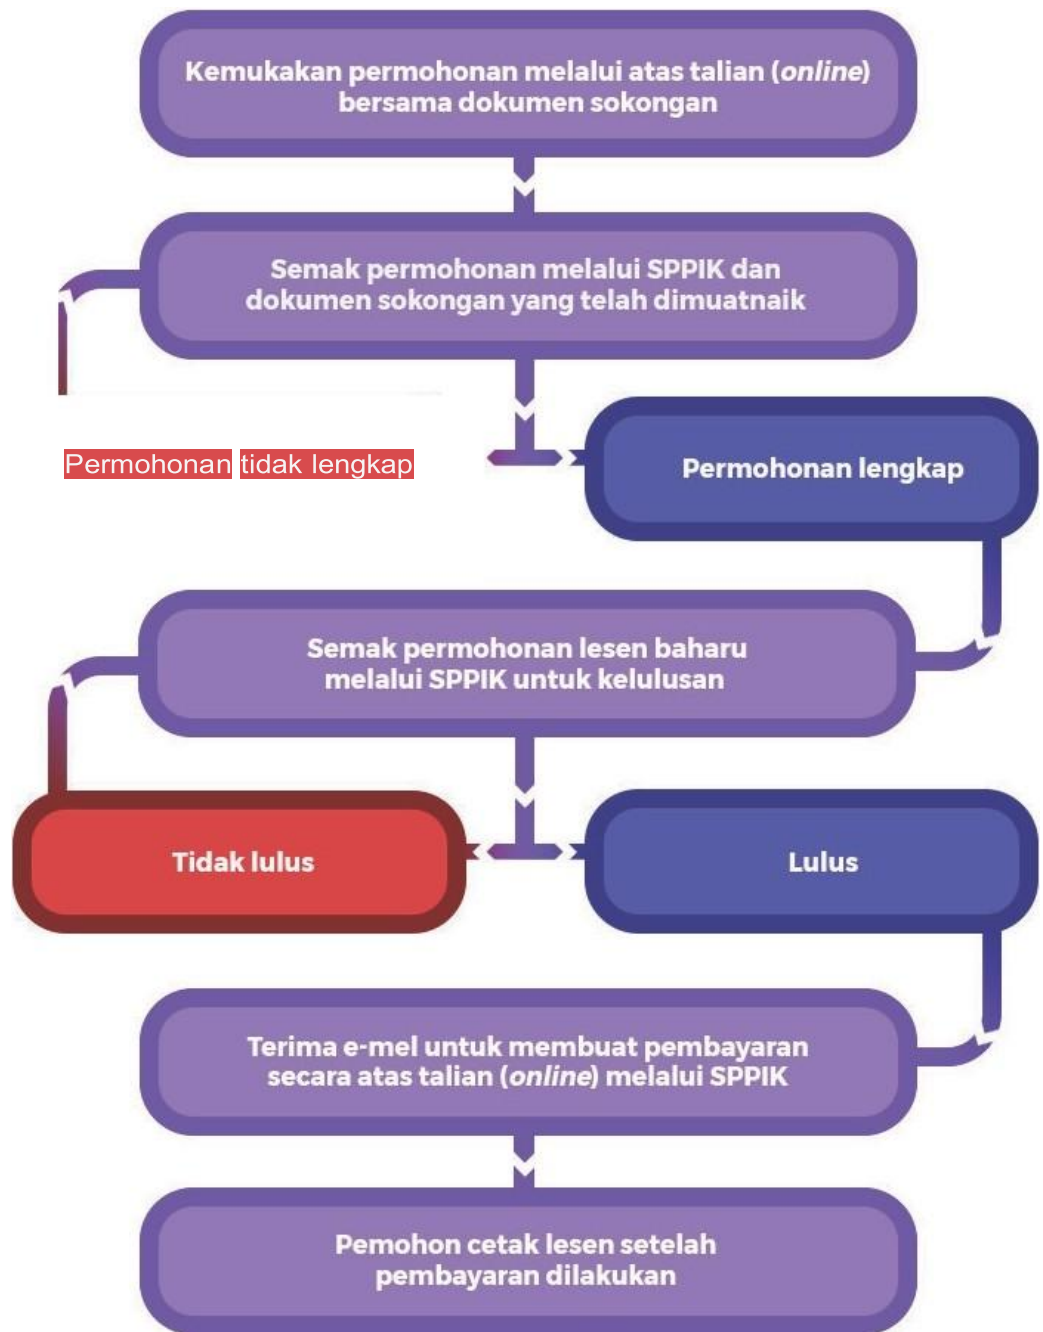 Kemukakan permohonan melalui atas talian (online)
bersama dokumen sokongan
Semak permohonan melalui SPPIK dan
dokumen sokongan yang telah dimuatnaik
Permohonan tidak lengkap
Permohonan lengkap
Semak permohonan lesen baharu
melalui SPPIK untuk kelulusan
Tidak lulus
Lulus
Terima e-mel untuk membuat pembayaran
secara atas talian (online) melalui SPPIK
Pemohon cetak lesen setelah
pembayaran dilakukan